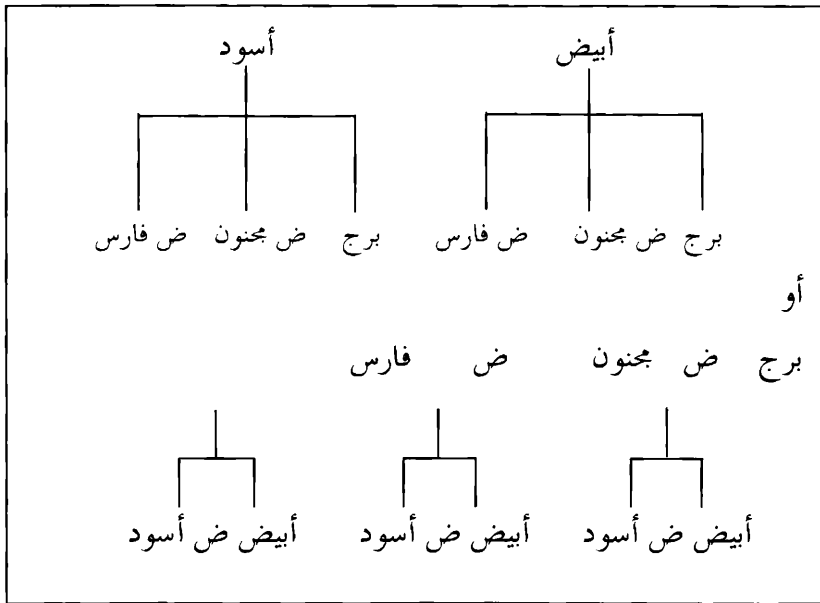 أبيض أسود
برج ض مجنون ض فارس برج ض مجنون ض فارس
أو
برج ض مجنون ض فارس
أبيض ض أسود أبيض ض أسود أبيض ض أسود